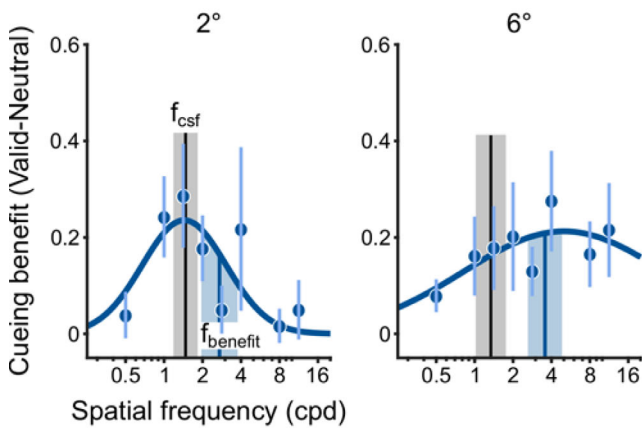 2° 6°
Cueing benefit (Valid-Neutral)
0.6 0.6
f_csf
0.4 0.4
0.2 0.2
f_benefit
0 0
0.5 1 2 4 8 16 0.5 1 2 4 8 16
Spatial frequency (cpd)